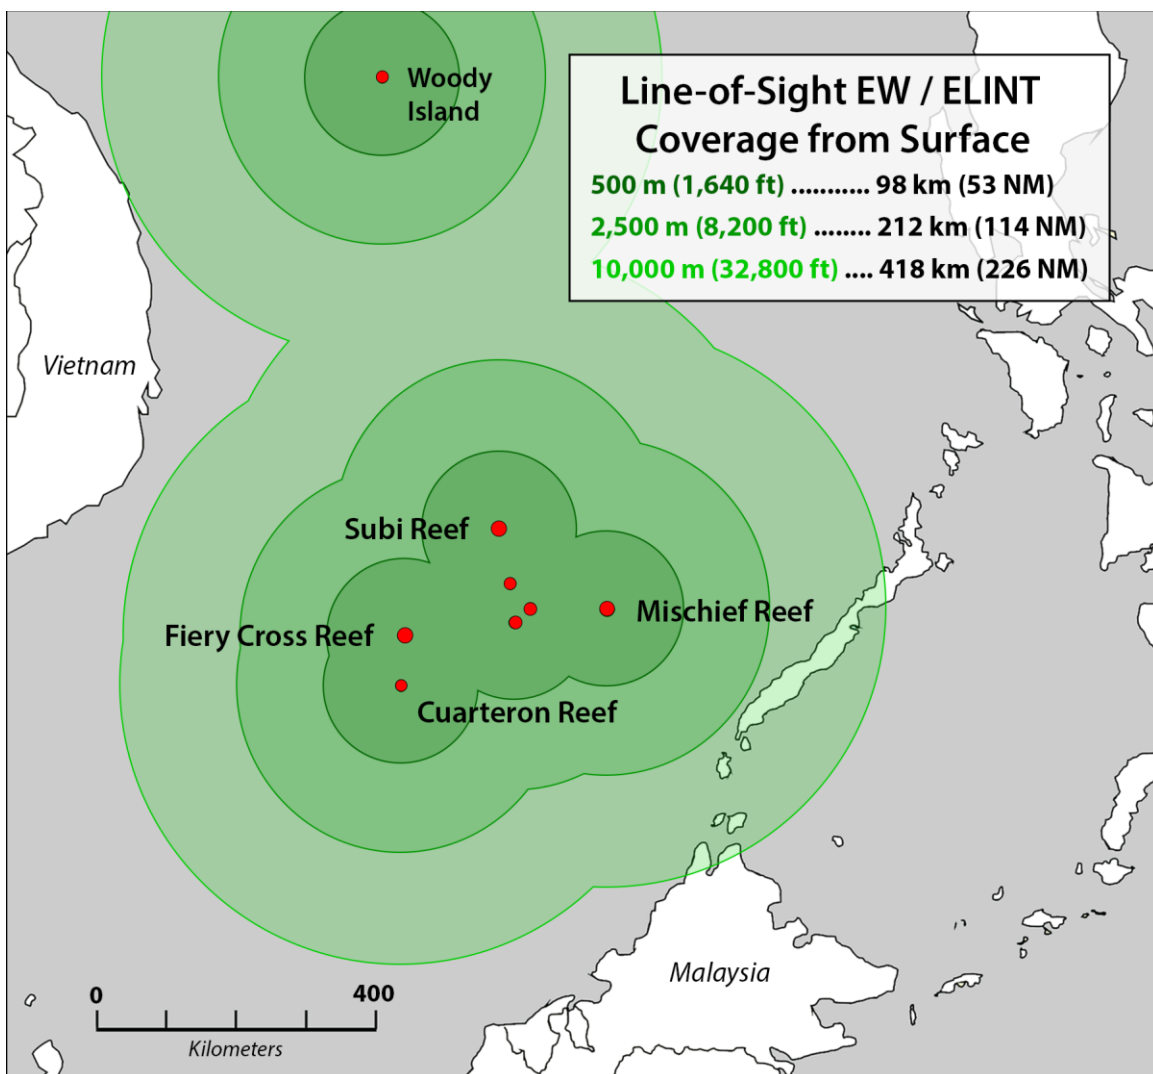 Woody
Island
Line-of-Sight EW / ELINT
Coverage from Surface
500 m (1,640 ft) .......... 98 km (53 NM)
2,500 m (8,200 ft) ........ 212 km (114 NM)
10,000 m (32,800 ft) .... 418 km (226 NM)
Vietnam
Subi Reef
Mischief Reef
Fiery Cross Reef
Cuarteron Reef
Malaysia
0 400
Kilometers